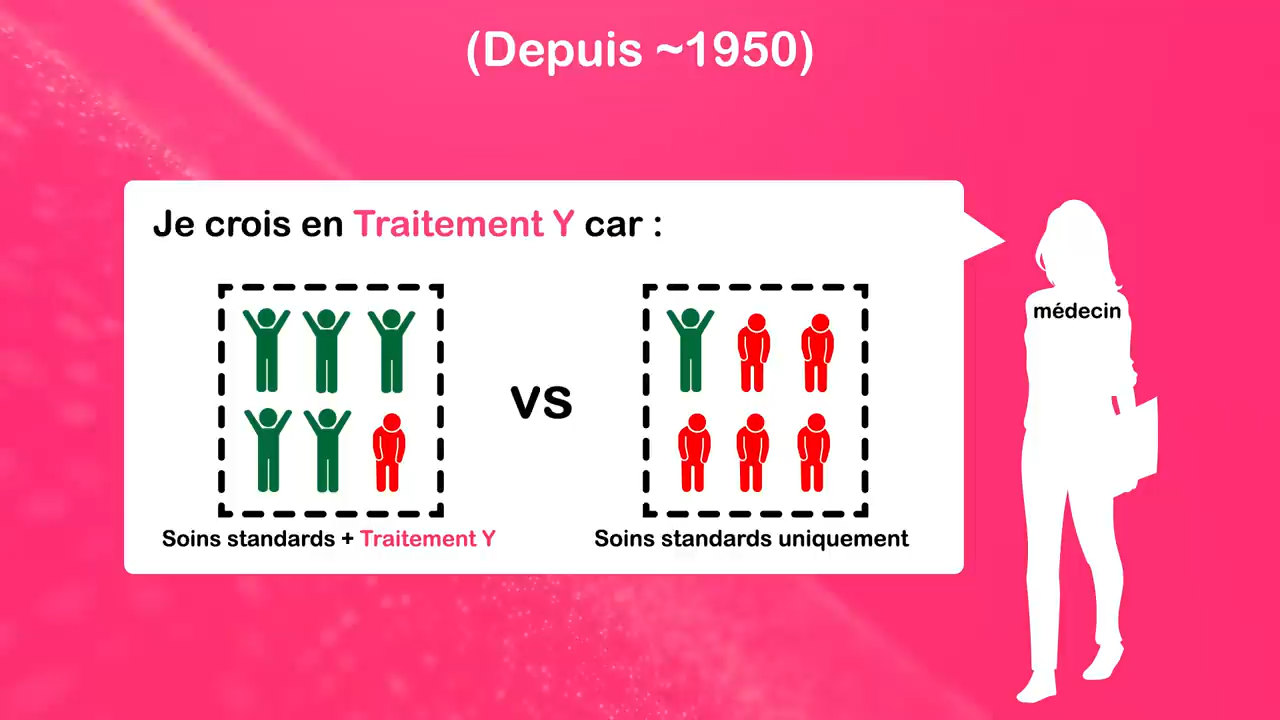 (Depuis ~1950)
Je crois en Traitement Y car :
médecin
vs
Soins standards + Traitement Y
Soins standards uniquement